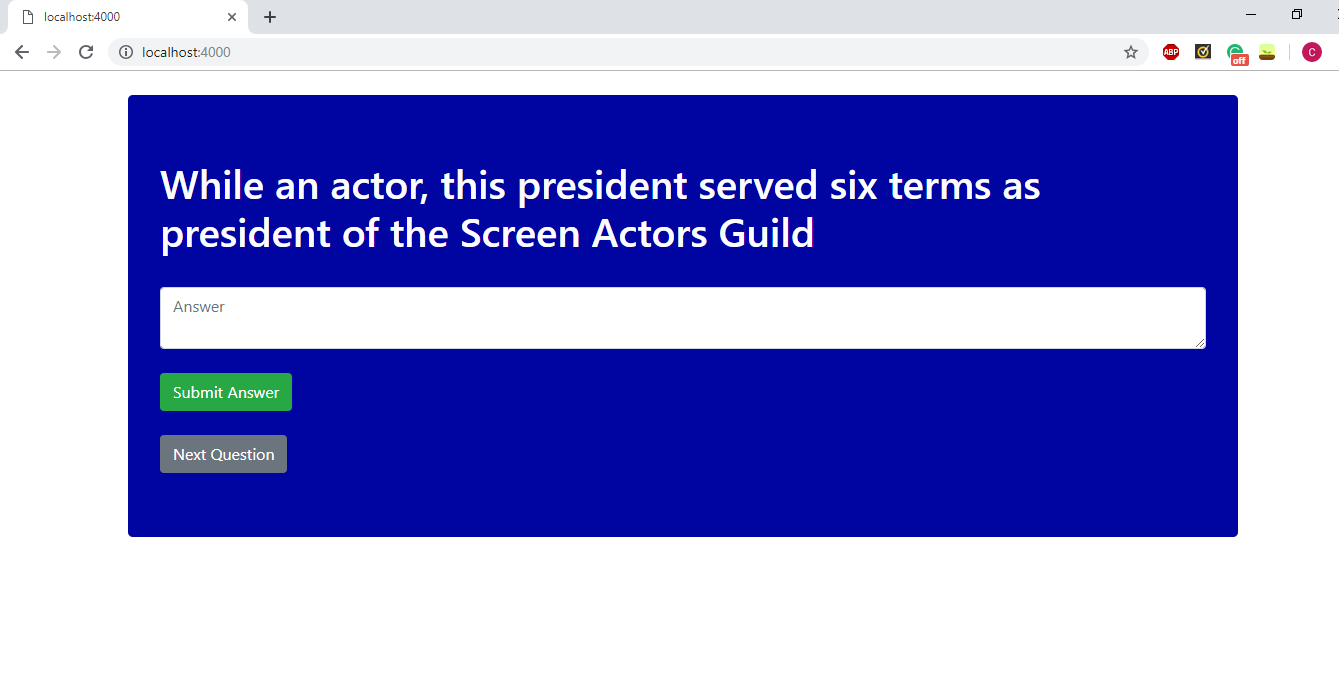 localhost:4000
localhost:4000
ABP
off
C
While an actor, this president served six terms as
president of the Screen Actors Guild
Answer
Submit Answer
Next Question